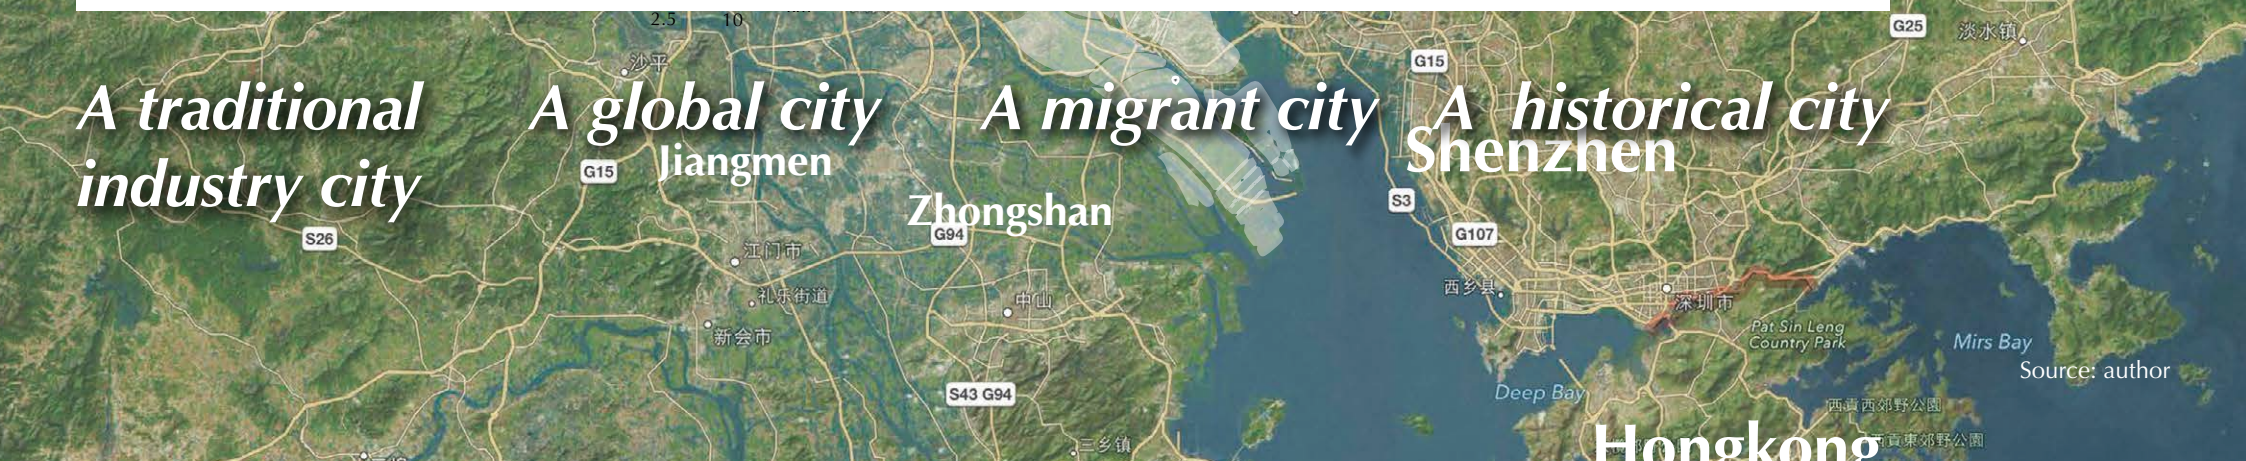 2.5 10
G25
淡水镇
沙平
G15
A traditional
industry city
A global city
A migrant city
A historical city
Shenzhen
Jiangmen
G15
Zhongshan
G94
S3
G107
S26
江门市
礼乐街道
新会市
中山
西乡县
深圳市
Pat Sin Leng
Country Park
Mirs Bay
Source: author
S43 G94
Deep Bay
西貢西郊野公園
西貢東郊野公園
三乡镇
Hongkong